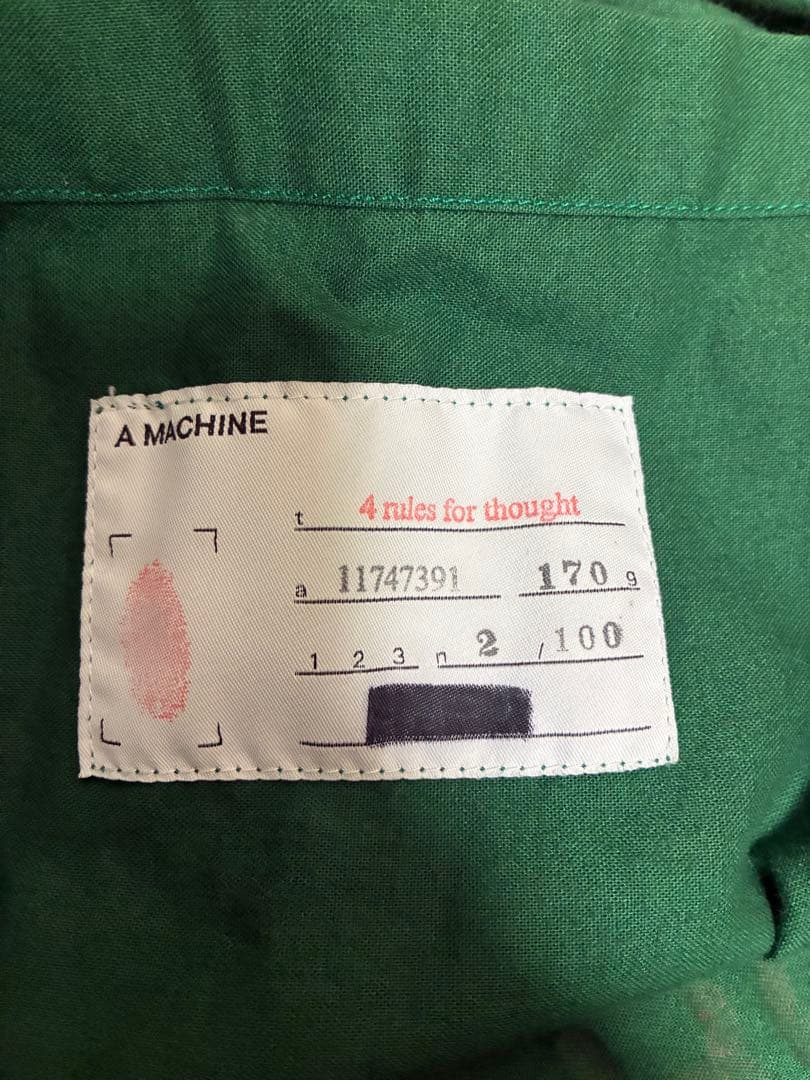 A MACHINE
t 4 rules for thought
a 11747391 170 g
1 2 3 n 2 / 100